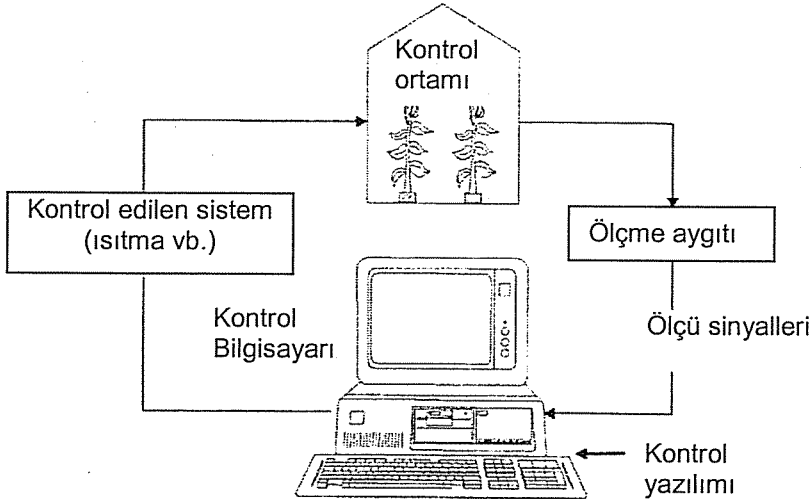 Kontrol
ortamı
Kontrol edilen sistem
(ısıtma vb.)
Ölçme aygıtı
Kontrol
Bilgisayarı
Ölçü sinyalleri
Kontrol
yazılımı